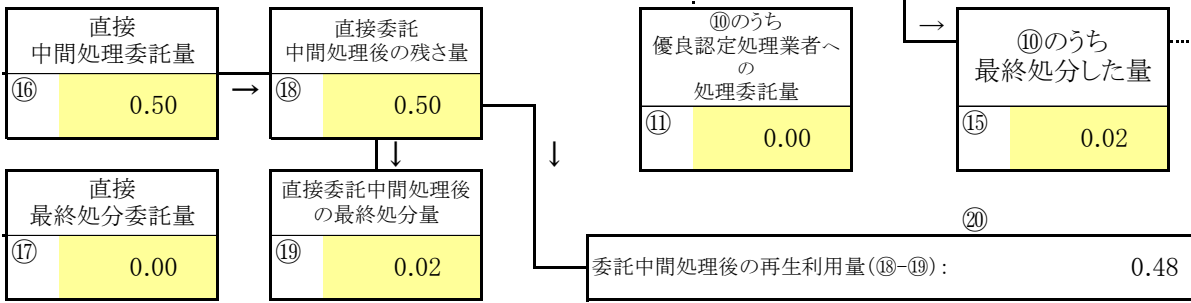 直接
中間処理委託量
⑯
0.50
→
直接委託
中間処理後の残さ量
⑱
0.50
⑩のうち
優良認定処理業者へ
の
処理委託量
⑪
0.00
→
⑩のうち
最終処分した量
⑮
0.02
↓
↓
直接
最終処分委託量
⑰
0.00
直接委託中間処理後
の最終処分量
⑲
0.02
⑳
委託中間処理後の再生利用量(⑱-⑲): 0.48